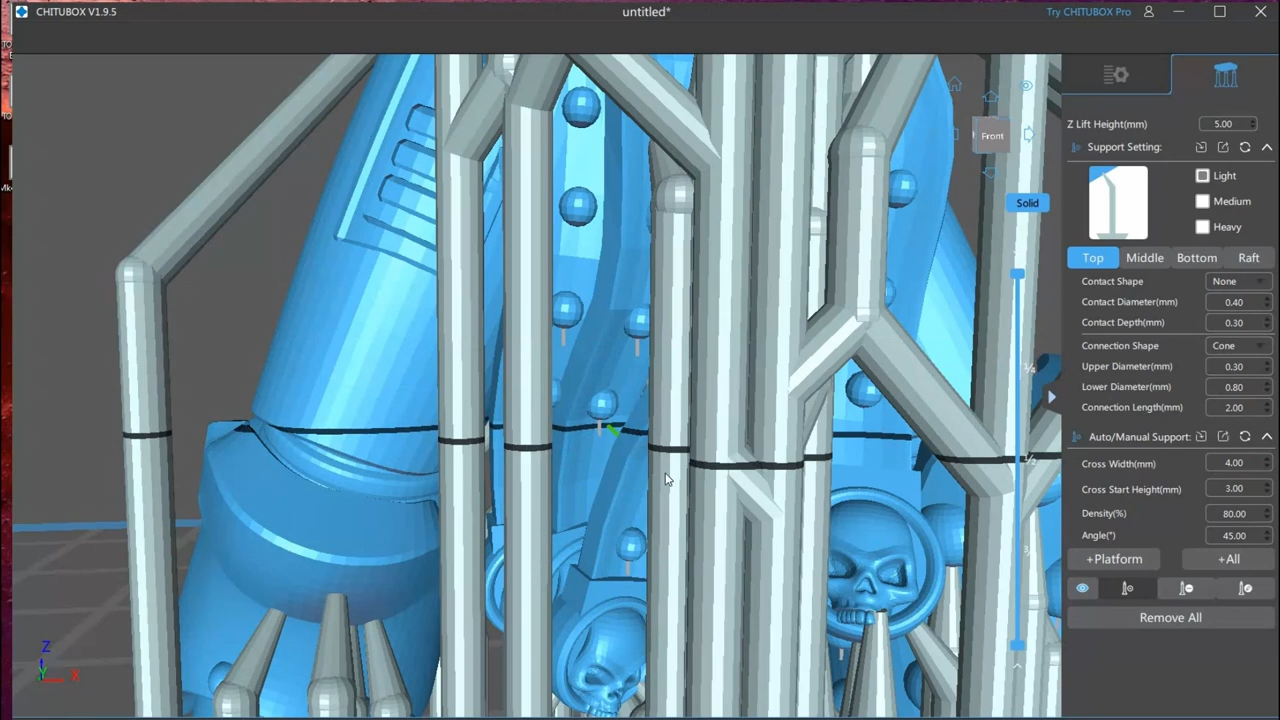 CHITUBOX V1.9.5
untitled*
Try CHITUBOX Pro
Front
Solid
Z Lift Height(mm) 5.00
Support Setting:
Light
Medium
Heavy
Top Middle Bottom Raft
Contact Shape None
Contact Diameter(mm) 0.40
Contact Depth(mm) 0.30
Connection Shape Cone
Upper Diameter(mm) 0.30
Lower Diameter(mm) 0.80
Connection Length(mm) 2.00
Auto/Manual Support:
Cross Width(mm) 4.00
Cross Start Height(mm) 3.00
Density(%) 80.00
Angle(°) 45.00
+Platform +All
Remove All
Z
Y
X